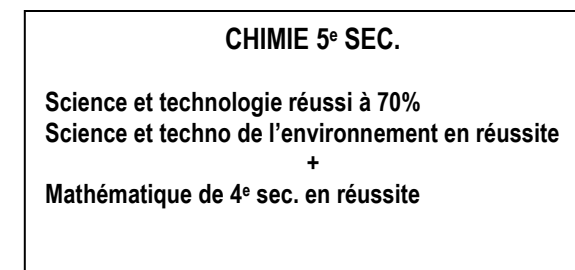 CHIMIE 5e SEC.
Science et technologie réussi à 70%
Science et techno de l'environnement en réussite
+
Mathématique de 4e sec. en réussite